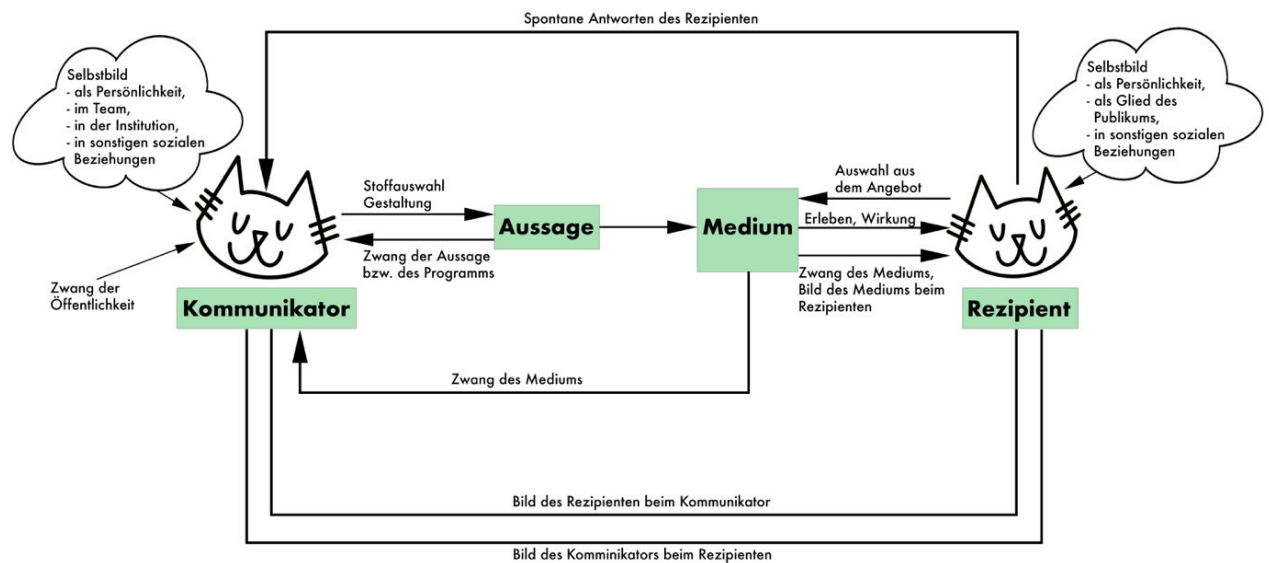 Spontane Antworten des Rezipienten
Selbstbild
- als Persönlichkeit,
- im Team,
- in der Institution,
- in sonstigen sozialen
Beziehungen
Selbstbild
- als Persönlichkeit,
- als Glied des
Publikums,
- in sonstigen sozialen
Beziehungen
Stoffauswahl
Gestaltung
Auswahl aus
dem Angebot
Aussage
Medium
Erleben, Wirkung
Zwang der Aussage
bzw. des Programms
Zwang des Mediums,
Bild des Mediums beim
Rezipienten
Zwang der
Öffentlichkeit
Kommunikator
Rezipient
Zwang des Mediums
Bild des Rezipienten beim Kommunikator
Bild des Komminikators beim Rezipienten